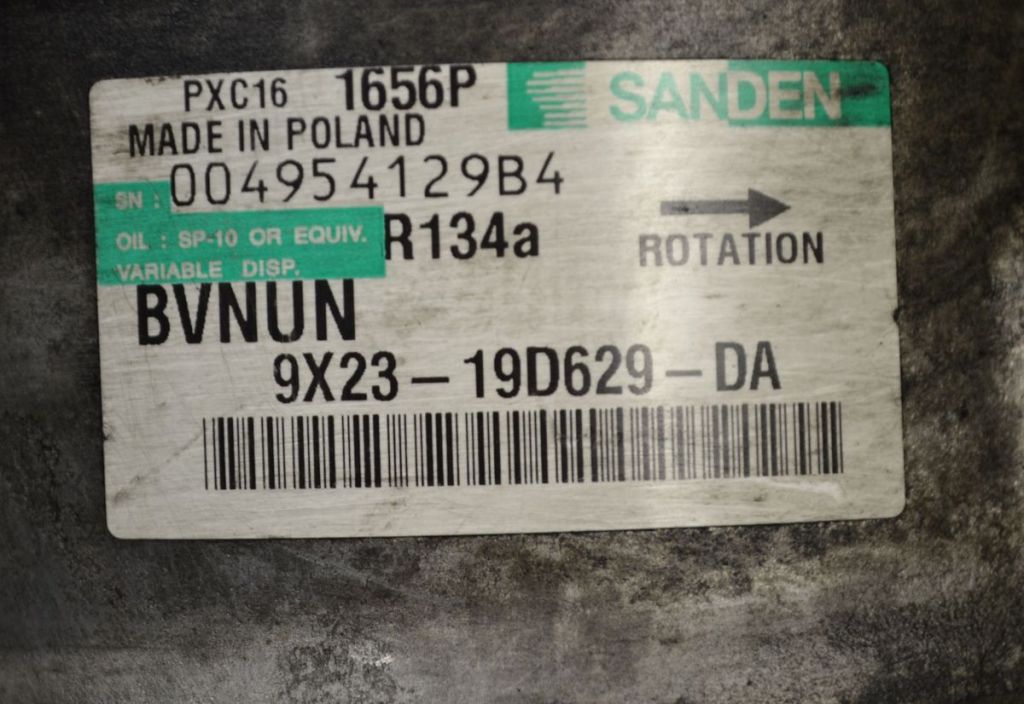 PXC16 1656P SANDEN
MADE IN POLAND
SN : 004954129B4
OIL : SP-10 OR EQUIV. R134a
VARIABLE DISP.
ROTATION
BVNUN
9X23 – 19D629 – DA